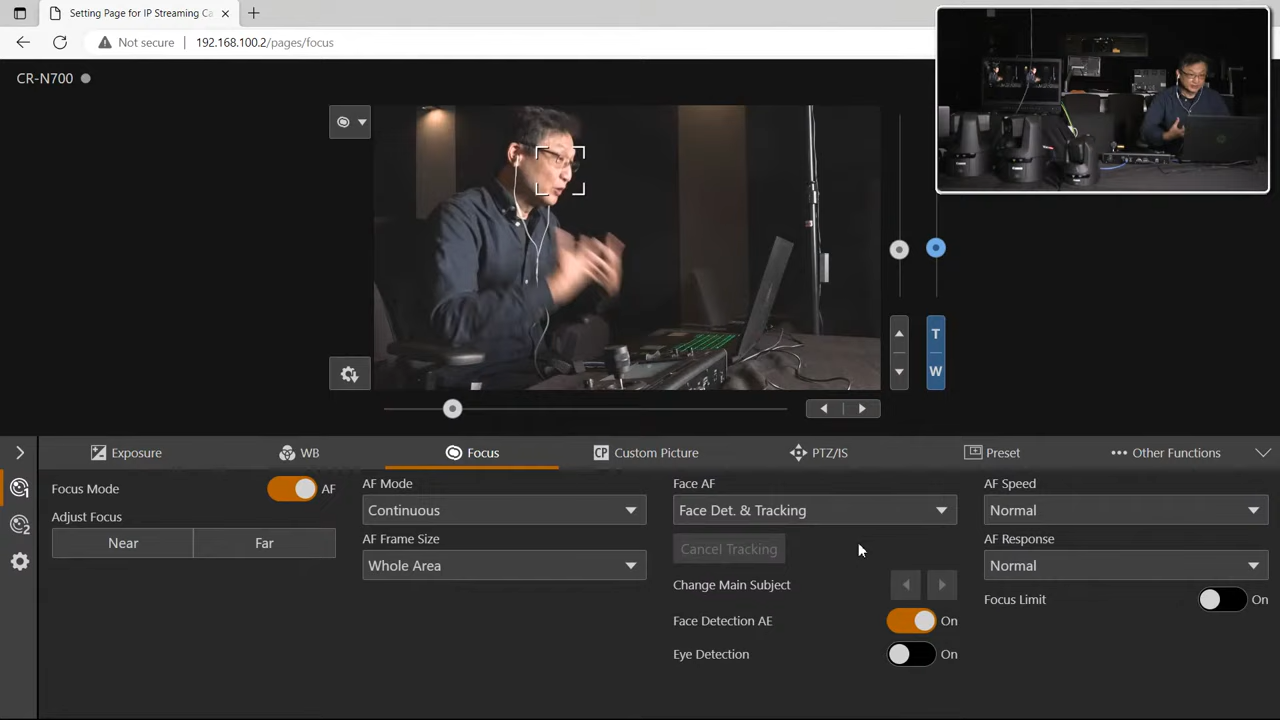 Setting Page for IP Streaming Ca
Not secure 192.168.100.2/pages/focus
CR-N700
T
W
Exposure
WB
Focus
CP Custom Picture
PTZ/IS
Preset
Other Functions
1
2
Focus Mode
AF
Adjust Focus
Near
Far
AF Mode
Continuous
AF Frame Size
Whole Area
Face AF
Face Det. & Tracking
Cancel Tracking
Change Main Subject
Face Detection AE
On
Eye Detection
On
AF Speed
Normal
AF Response
Normal
Focus Limit
On